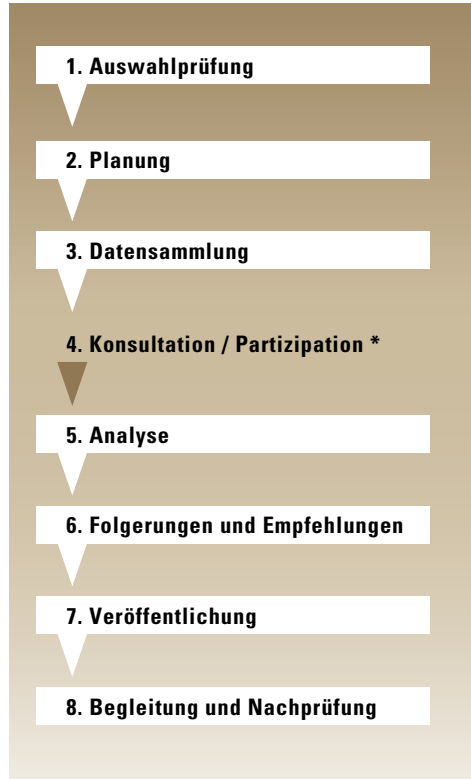 1. Auswahlprüfung
2. Planung
3. Datensammlung
4. Konsultation / Partizipation *
5. Analyse
6. Folgerungen und Empfehlungen
7. Veröffentlichung
8. Begleitung und Nachprüfung